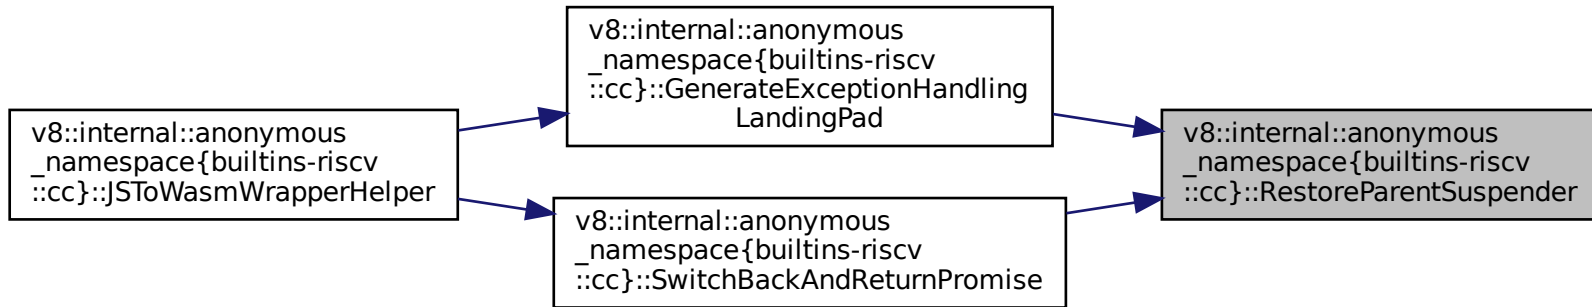 v8::internal::anonymous
_namespace{builtins-riscv
::cc}::JSToWasmWrapperHelper
v8::internal::anonymous
_namespace{builtins-riscv
::cc}::GenerateExceptionHandling
LandingPad
v8::internal::anonymous
_namespace{builtins-riscv
::cc}::SwitchBackAndReturnPromise
v8::internal::anonymous
_namespace{builtins-riscv
::cc}::RestoreParentSuspender